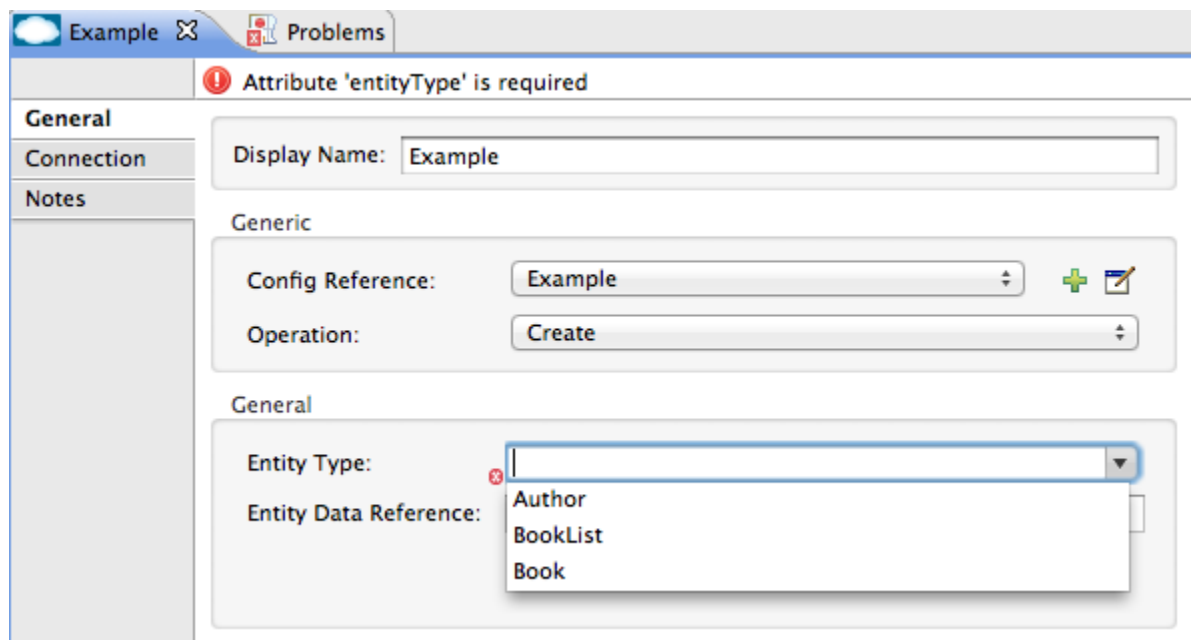 Example Problems
Attribute 'entityType' is required
General
Connection
Notes
Display Name: Example
Generic
Config Reference: Example
Operation: Create
General
Entity Type:
Entity Data Reference:
Author
BookList
Book